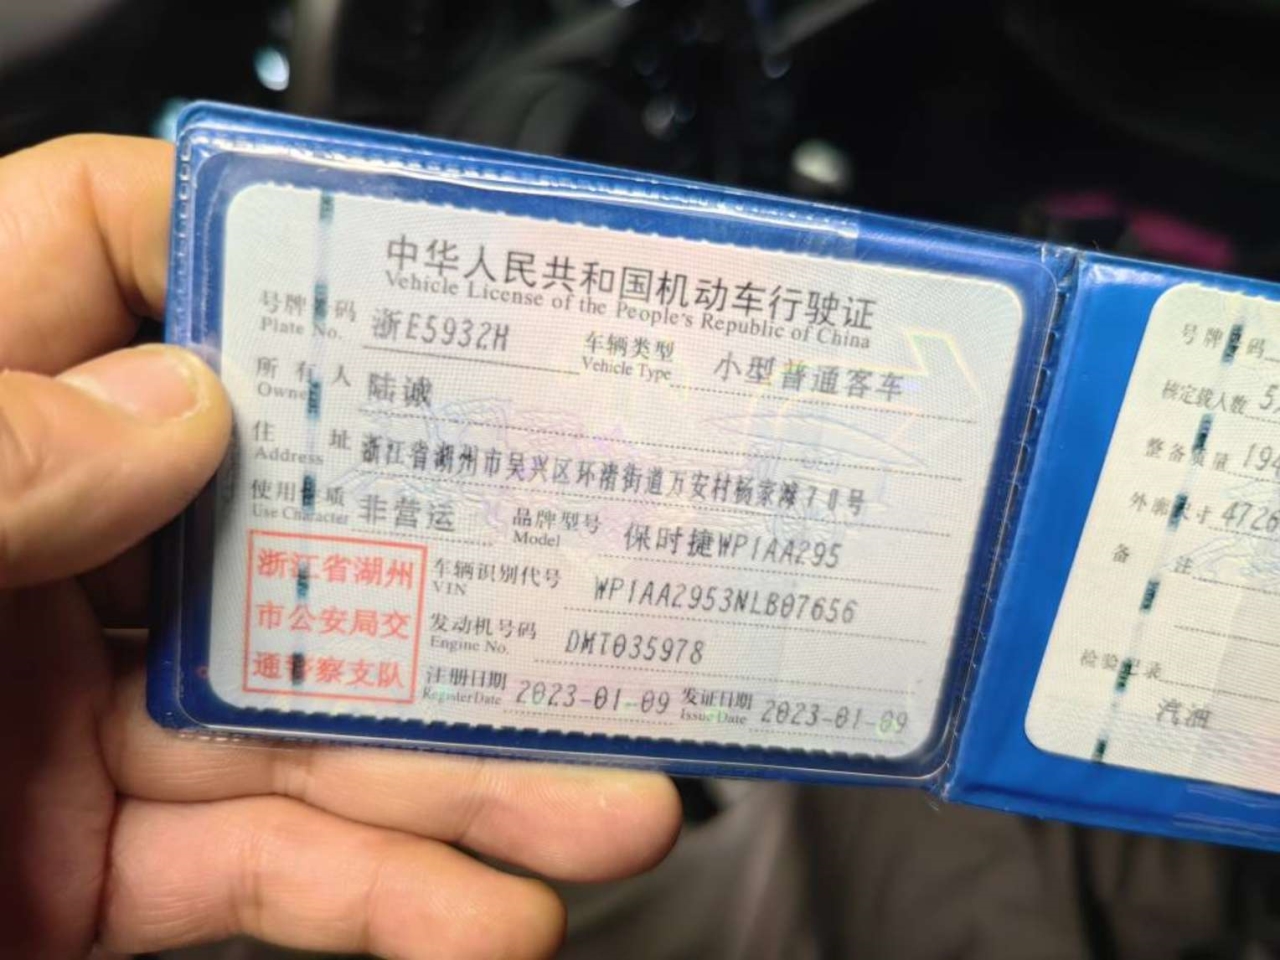 中华人民共和国机动车行驶证
Vehicle License of the People's Republic of China
号牌号码 浙E5932H 车辆类型 小型普通客车
Plate No. Vehicle Type
所有人 陆诚
Owner
住址 浙江省湖州市吴兴区环渚街道万安村杨家滩70号
Address
使用性质 非营运 品牌型号 保时捷WP1AA295
Use Character Model
浙江省湖州
市公安局交
通警察支队
车辆识别代号 WP1AA2953NLB07656
VIN
发动机号码 DMT035978
Engine No.
注册日期 2023-01-09 发证日期 2023-01-09
Register Date Issue Date
号牌号码
核定载人数 5
整备质量 194
外廓尺寸 4726
备注
检验记录
汽油